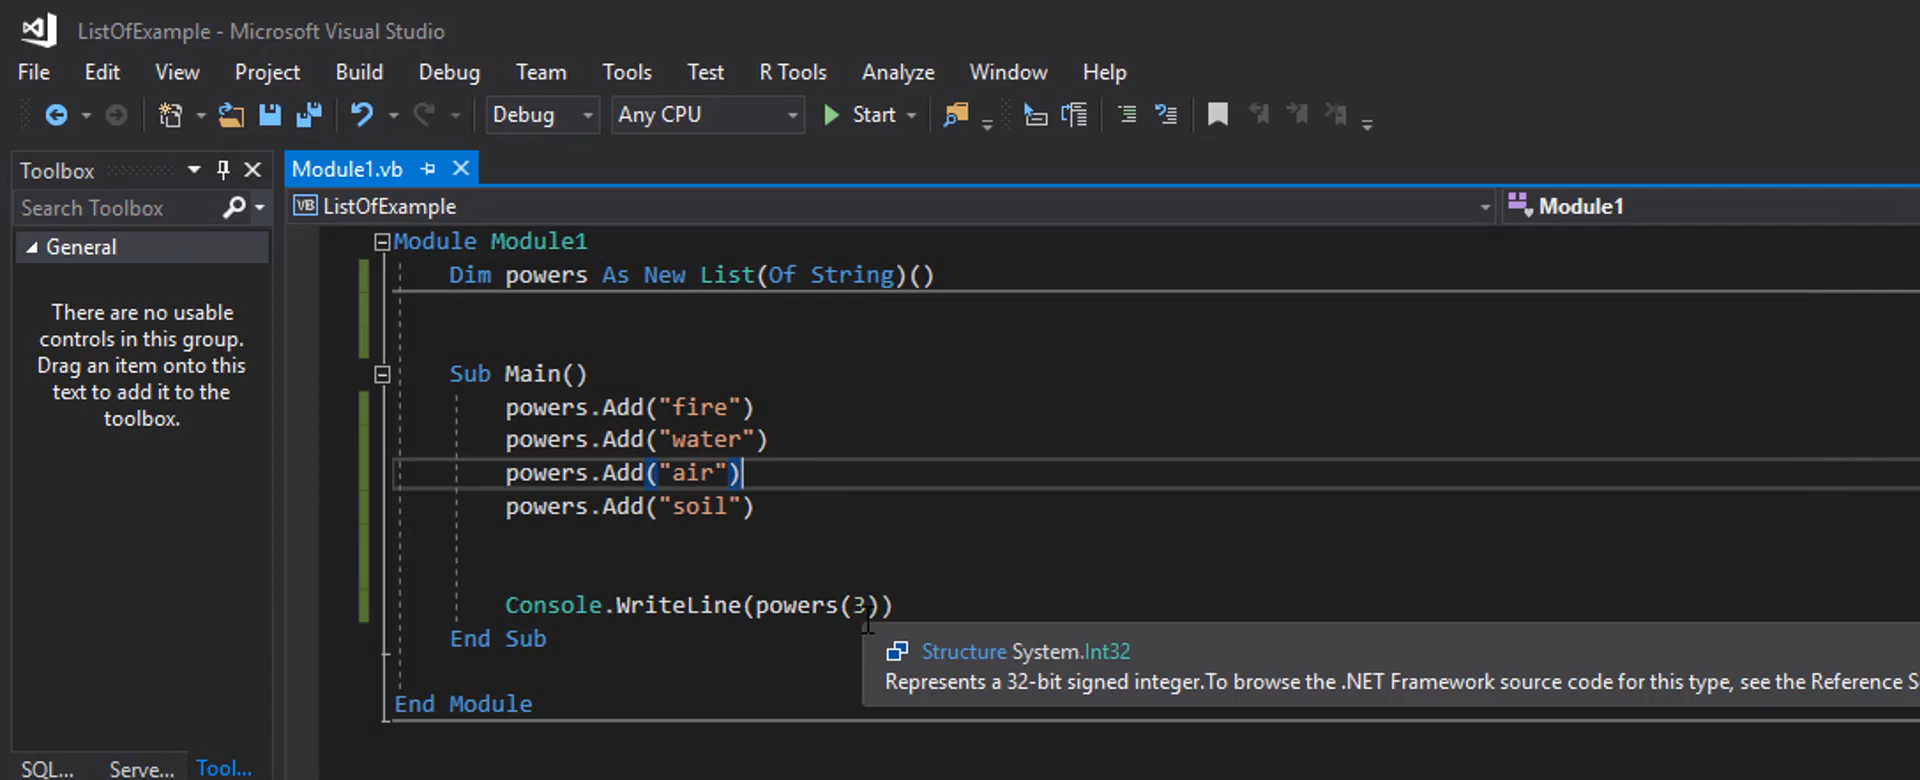 ListOfExample - Microsoft Visual Studio
File Edit View Project Build Debug Team Tools Test R Tools Analyze Window Help
Debug Any CPU Start
Toolbox
Module1.vb
Search Toolbox
VB ListOfExample
Module1
General
There are no usable
controls in this group.
Drag an item onto this
text to add it to the
toolbox.
Module Module1
Dim powers As New List(Of String)()
Sub Main()
powers.Add("fire")
powers.Add("water")
powers.Add("air")
powers.Add("soil")
Console.WriteLine(powers(3))
End Sub
Structure System.Int32
Represents a 32-bit signed integer.To browse the .NET Framework source code for this type, see the Reference S
End Module
SQL... Serve... Tool...